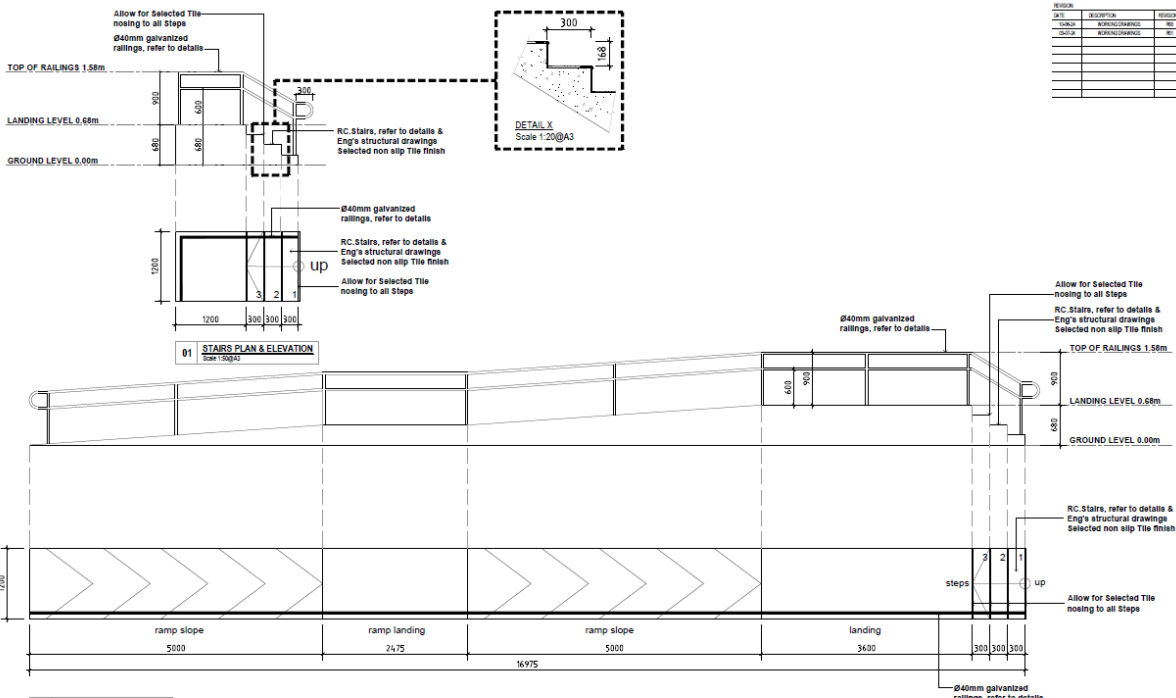 REVISION
DATE DESCRIPTION REVISION
WORKING DRAWINGS R00
WORKING DRAWINGS R01
Allow for Selected Tile
nosing to all Steps
Ø40mm galvanized
railings, refer to details
TOP OF RAILINGS 1.58m
LANDING LEVEL 0.68m
GROUND LEVEL 0.00m
900
600
680
680
300
RC.Stairs, refer to details &
Eng's structural drawings
Selected non slip Tile finish
300
168
DETAIL X
Scale 1:20@A3
Ø40mm galvanized
railings, refer to details
RC.Stairs, refer to details &
Eng's structural drawings
Selected non slip Tile finish
up
Allow for Selected Tile
nosing to all Steps
3 2 1
1200
1200 300 300 300
01 STAIRS PLAN & ELEVATION
Scale 1:50@A3
Allow for Selected Tile
nosing to all Steps
RC.Stairs, refer to details &
Eng's structural drawings
Selected non slip Tile finish
Ø40mm galvanized
railings, refer to details
TOP OF RAILINGS 1.58m
LANDING LEVEL 0.68m
GROUND LEVEL 0.00m
600
900
900
680
RC.Stairs, refer to details &
Eng's structural drawings
Selected non slip Tile finish
3 2 1
steps
up
Allow for Selected Tile
nosing to all Steps
1200
ramp slope ramp landing ramp slope landing
5000 2475 5000 3600 300 300 300
16975
Ø40mm galvanized
railings, refer to details